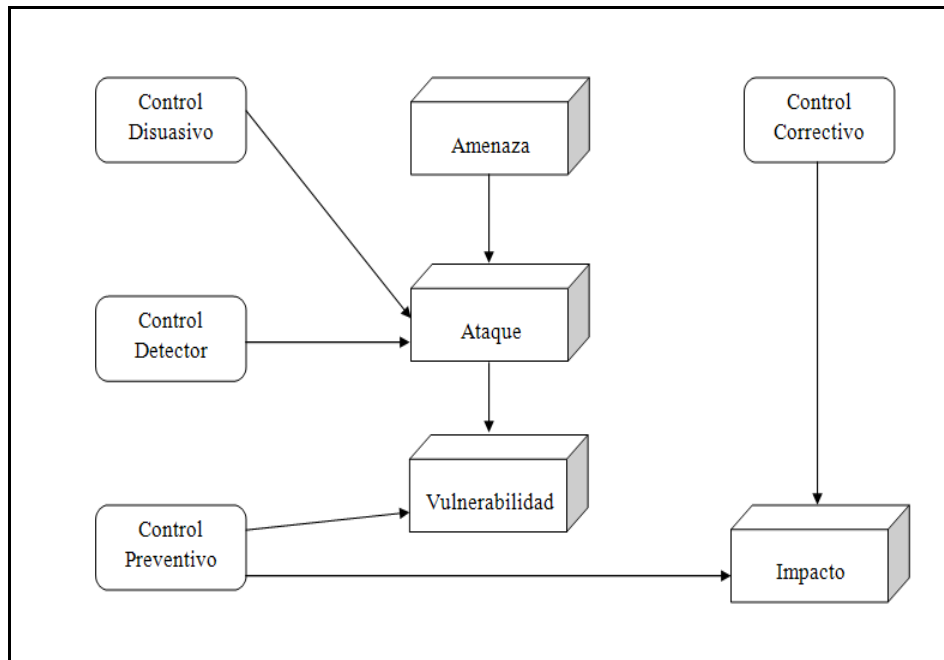 Control
Disuasivo
Amenaza
Control
Correctivo
Control
Detector
Ataque
Control
Preventivo
Vulnerabilidad
Impacto